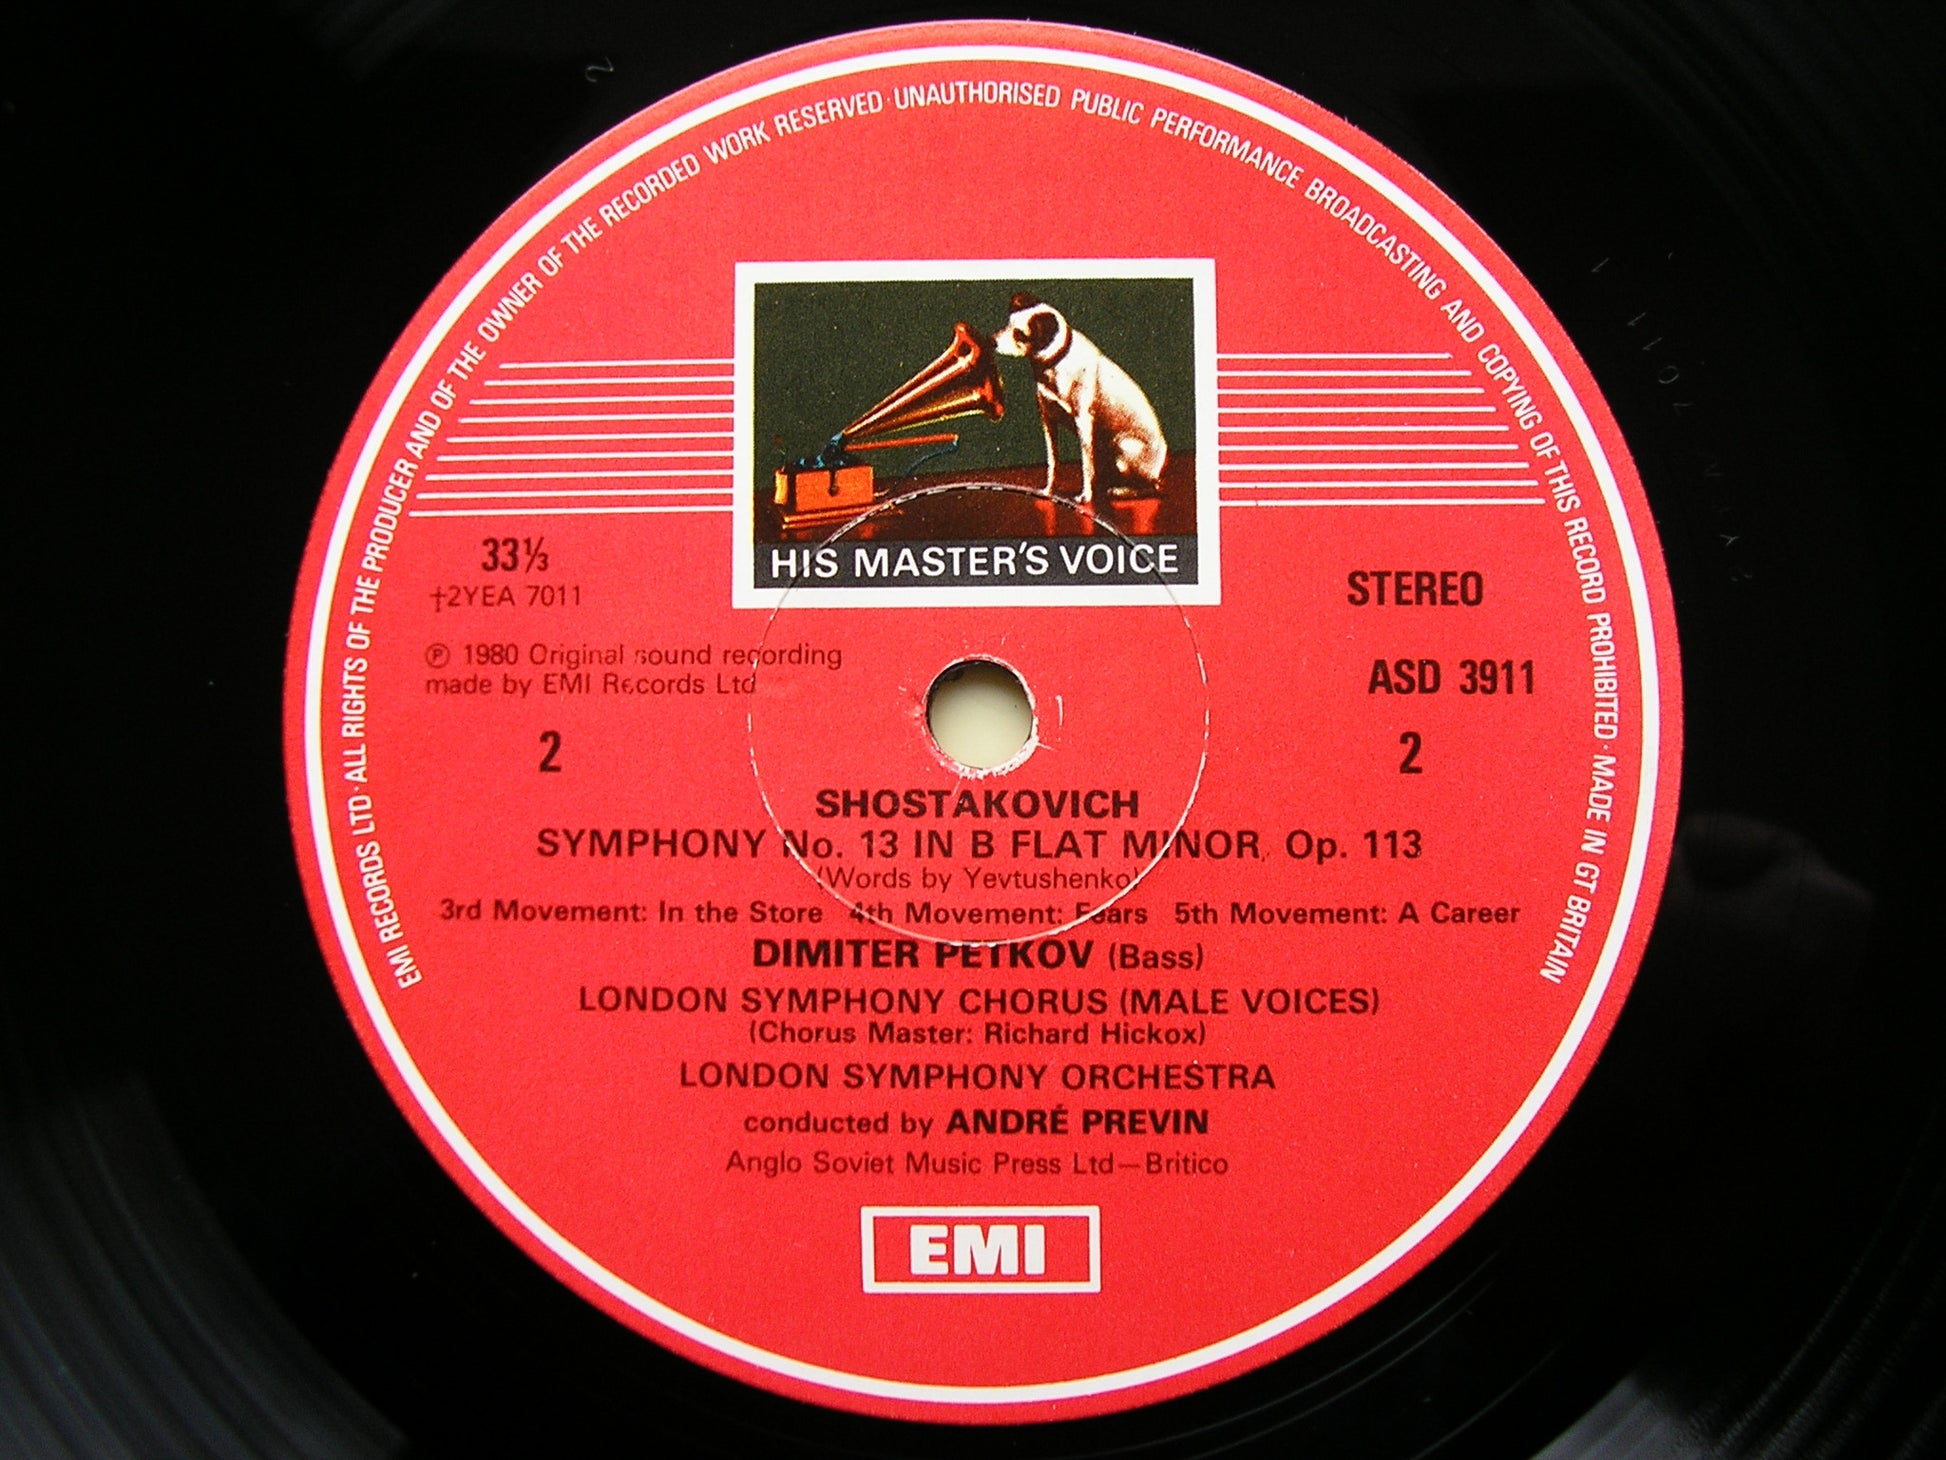 EMI RECORDS LTD · ALL RIGHTS OF THE PRODUCER AND OF THE OWNER OF THE RECORDED WORK RESERVED · UNAUTHORISED PUBLIC PERFORMANCE BROADCASTING AND COPYING OF THIS RECORD PROHIBITED · MADE IN GT BRITAIN
HIS MASTER'S VOICE
33⅓
†2YEA 7011
STEREO
℗ 1980 Original sound recording
made by EMI Records Ltd
ASD 3911
2
2
SHOSTAKOVICH
SYMPHONY No. 13 IN B FLAT MINOR, Op. 113
(Words by Yevtushenko)
3rd Movement: In the Store 4th Movement: Fears 5th Movement: A Career
DIMITER PETKOV (Bass)
LONDON SYMPHONY CHORUS (MALE VOICES)
(Chorus Master: Richard Hickox)
LONDON SYMPHONY ORCHESTRA
conducted by ANDRÉ PREVIN
Anglo Soviet Music Press Ltd—Britico
EMI